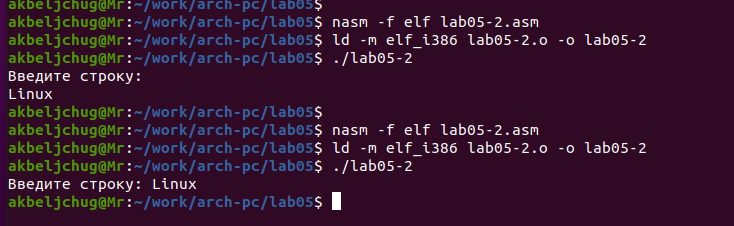 akbeljchug@Mr:~/work/arch-pc/lab05$
akbeljchug@Mr:~/work/arch-pc/lab05$ nasm -f elf lab05-2.asm
akbeljchug@Mr:~/work/arch-pc/lab05$ ld -m elf_i386 lab05-2.o -o lab05-2
akbeljchug@Mr:~/work/arch-pc/lab05$ ./lab05-2
Введите строку:
Linux
akbeljchug@Mr:~/work/arch-pc/lab05$
akbeljchug@Mr:~/work/arch-pc/lab05$ nasm -f elf lab05-2.asm
akbeljchug@Mr:~/work/arch-pc/lab05$ ld -m elf_i386 lab05-2.o -o lab05-2
akbeljchug@Mr:~/work/arch-pc/lab05$ ./lab05-2
Введите строку: Linux
akbeljchug@Mr:~/work/arch-pc/lab05$